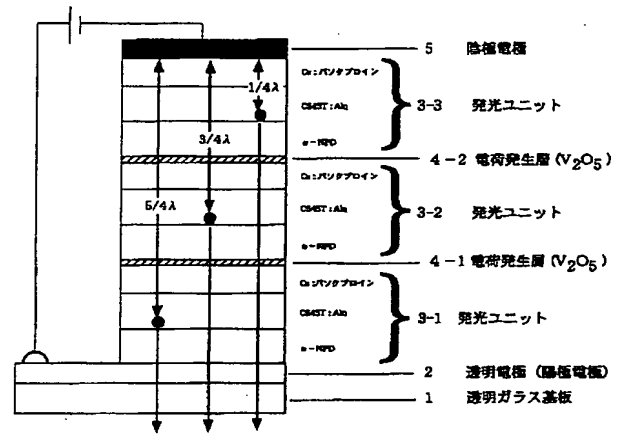 5 陰極電極
Cs:バソクプロイン
1/4λ
C545T:Alq
3-3 発光ユニット
3/4λ
α-NPD
4-2 電荷発生層 (V₂O₅)
Cs:バソクプロイン
5/4λ
C545T:Alq
3-2 発光ユニット
α-NPD
4-1 電荷発生層 (V₂O₅)
Cs:バソクプロイン
C545T:Alq
3-1 発光ユニット
α-NPD
2 透明電極 (陽極電極)
1 透明ガラス基板